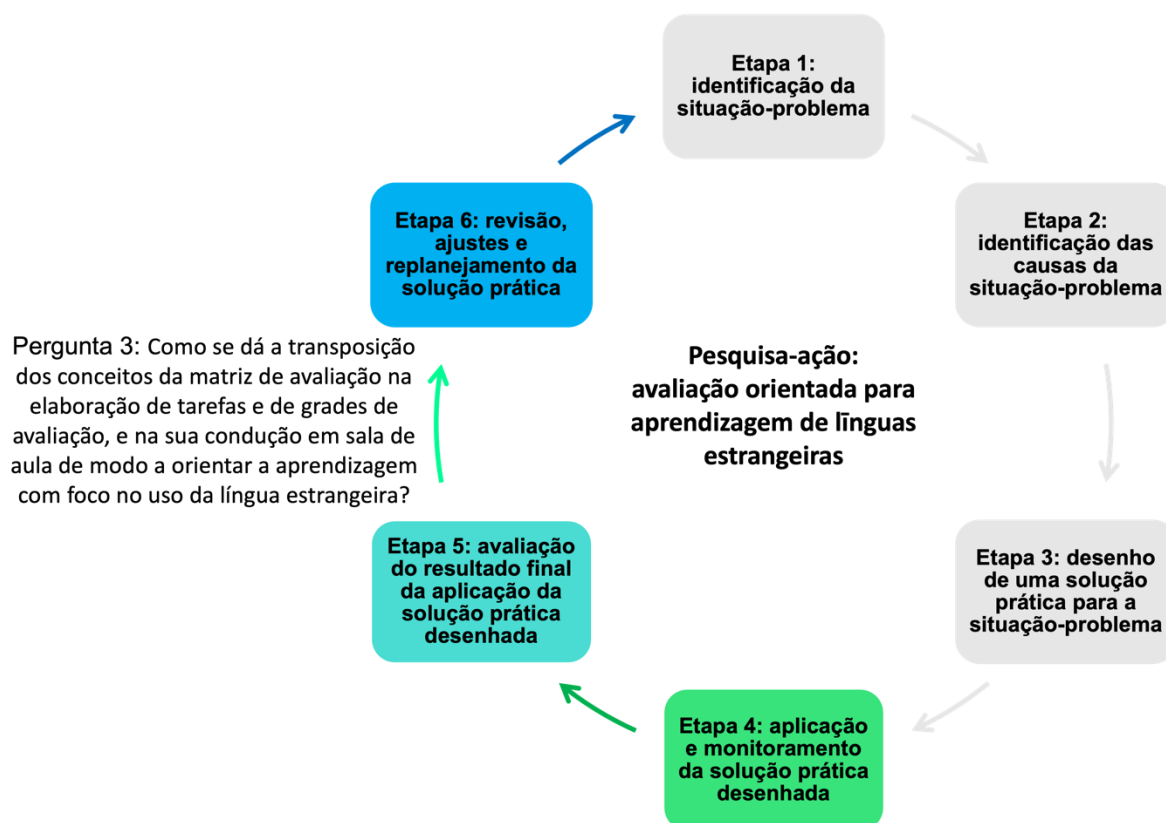 Etapa 1:
identificação da
situação-problema
Etapa 2:
identificação das
causas da
situação-problema
Etapa 3: desenho
de uma solução
prática para a
situação-problema
Etapa 4: aplicação
e monitoramento
da solução prática
desenhada
Etapa 5: avaliação
do resultado final
da aplicação da
solução prática
desenhada
Etapa 6: revisão,
ajustes e
replanejamento da
solução prática
Pergunta 3: Como se dá a transposição
dos conceitos da matriz de avaliação na
elaboração de tarefas e de grades de
avaliação, e na sua condução em sala de
aula de modo a orientar a aprendizagem
com foco no uso da língua estrangeira?
Pesquisa-ação:
avaliação orientada para
aprendizagem de līnguas
estrangeiras